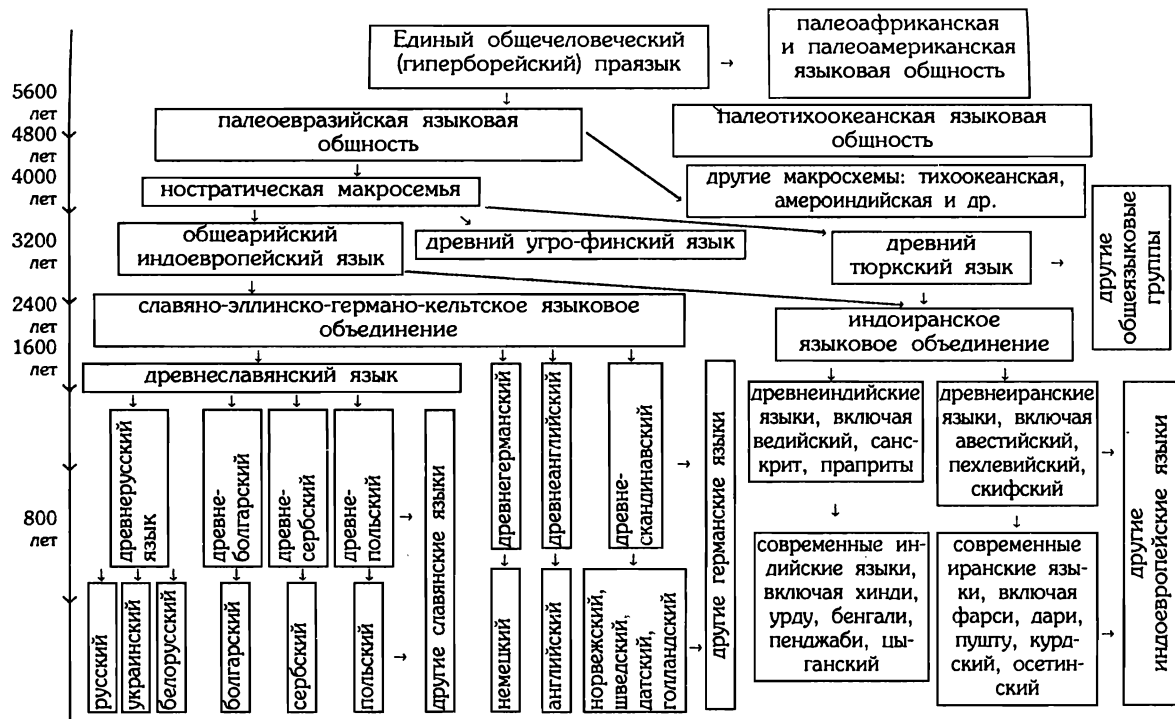 Единый общечеловеческий
(гиперборейский) праязык
→
палеоафриканская
и палеоамериканская
языковая общность
5600
лет
4800
лет
4000
лет
3200
лет
2400
лет
1600
лет
800
лет
палеоевразийская языковая
общность
палеотихоокеанская языковая
общность
ностратическая макросемья
другие макросхемы: тихоокеанская,
америндийская и др.
общеарийский
индоевропейский язык
древний угро-финский язык
древний
тюркский язык
→
другие
общеязыковые
группы
славяно-эллинско-германо-кельтское языковое
объединение
индоиранское
языковое объединение
древнеславянский язык
древнерусский
язык
древне-
болгарский
древне-
сербский
древне-
польский
→
другие славянские языки
древнегерманский
древнеанглийский
древне-
скандинавский
→
другие германские языки
древнеиндийские
языки, включая
ведийский, санс-
крит, праприты
древнеиранские
языки, включая
авестийский,
пехлевийский,
скифский
→
другие
индоевропейские языки
русский
украинский
белорусский
болгарский
сербский
польский
→
немецкий
английский
норвежский,
шведский,
датский,
голландский
→
современные ин-
дийские языки,
включая хинди,
урду, бенгали,
пенджаби, цы-
ганский
современные
иранские язы-
ки, включая
фарси, дари,
пушту, курд-
ский, осетин-
ский
→